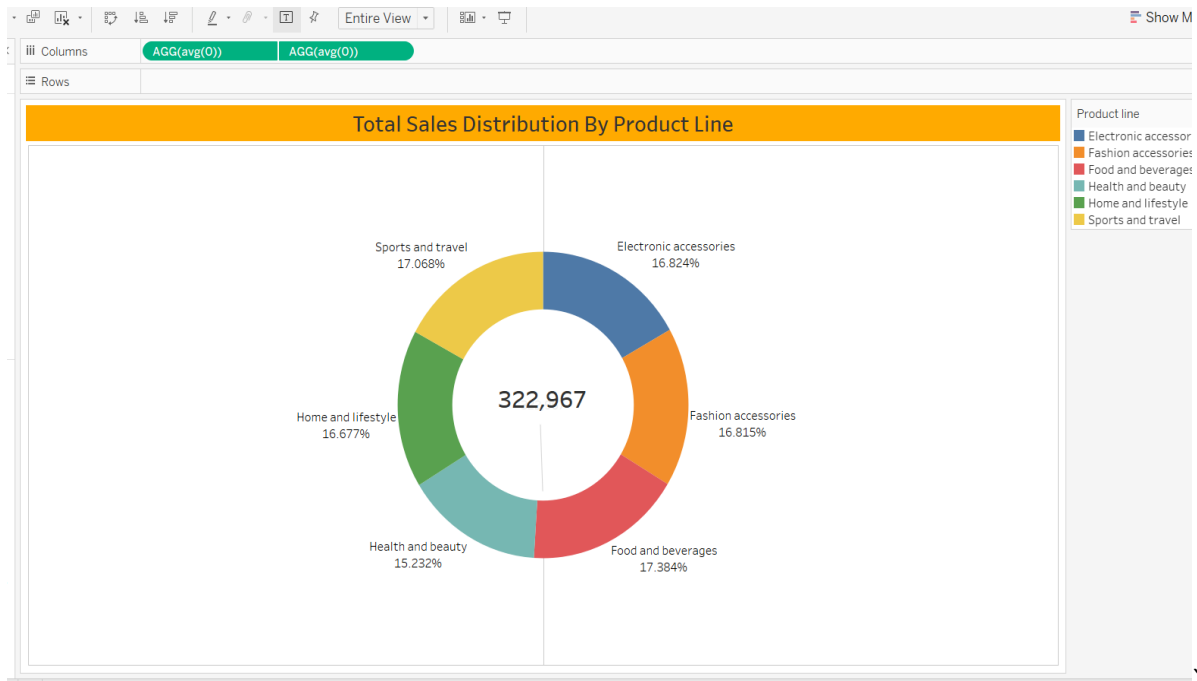 Entire View
Show M
Columns
AGG(avg(0))
AGG(avg(0))
Rows
Total Sales Distribution By Product Line
Product line
Electronic accessor
Fashion accessories
Food and beverages
Health and beauty
Home and lifestyle
Sports and travel
Sports and travel
17.068%
Electronic accessories
16.824%
322,967
Home and lifestyle
16.677%
Fashion accessories
16.815%
Health and beauty
15.232%
Food and beverages
17.384%